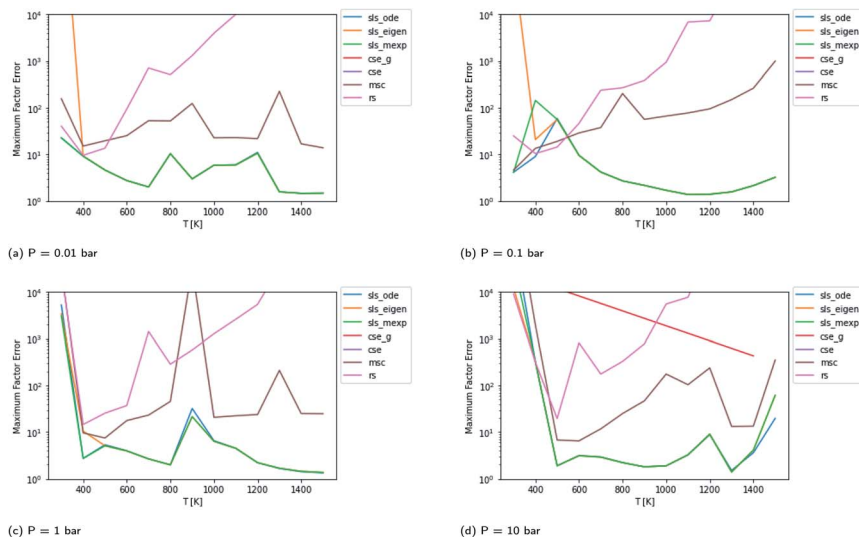 10⁴
10³
10²
10¹
10⁰
Maximum Factor Error
400 600 800 1000 1200 1400
T [K]
sls_ode
sls_eigen
sls_mexp
cse_g
cse
msc
rs
(a) P = 0.01 bar
10⁴
10³
10²
10¹
10⁰
Maximum Factor Error
400 600 800 1000 1200 1400
T [K]
sls_ode
sls_eigen
sls_mexp
cse_g
cse
msc
rs
(b) P = 0.1 bar
10⁴
10³
10²
10¹
10⁰
Maximum Factor Error
400 600 800 1000 1200 1400
T [K]
sls_ode
sls_eigen
sls_mexp
cse_g
cse
msc
rs
(c) P = 1 bar
10⁴
10³
10²
10¹
10⁰
Maximum Factor Error
400 600 800 1000 1200 1400
T [K]
sls_ode
sls_eigen
sls_mexp
cse_g
cse
msc
rs
(d) P = 10 bar